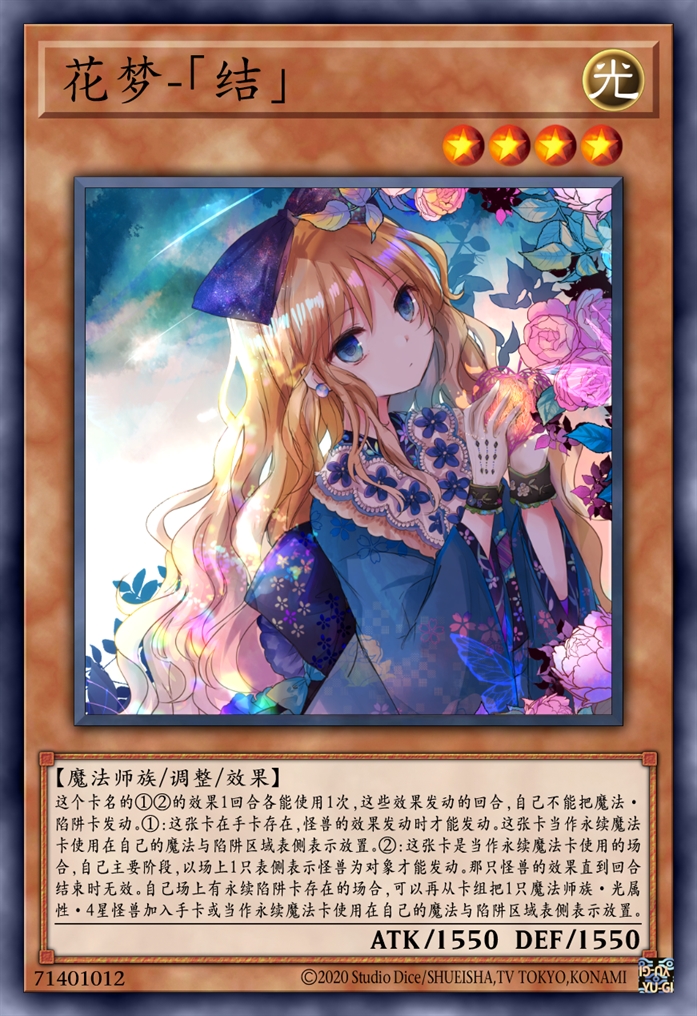 花梦-「结」
光
【魔法师族/调整/效果】
这个卡名的①②的效果1回合各能使用1次,这些效果发动的回合,自己不能把魔法・
陷阱卡发动。①:这张卡在手卡存在,怪兽的效果发动时才能发动。这张卡当作永续魔法
卡使用在自己的魔法与陷阱区域表侧表示放置。②:这张卡是当作永续魔法卡使用的场
合,自己主要阶段,以场上1只表侧表示怪兽为对象才能发动。那只怪兽的效果直到回合
结束时无效。自己场上有永续陷阱卡存在的场合,可以再从卡组把1只魔法师族・光属
性・4星怪兽加入手卡或当作永续魔法卡使用在自己的魔法与陷阱区域表侧表示放置。
ATK/1550 DEF/1550
71401012 ©2020 Studio Dice/SHUEISHA,TV TOKYO,KONAMI